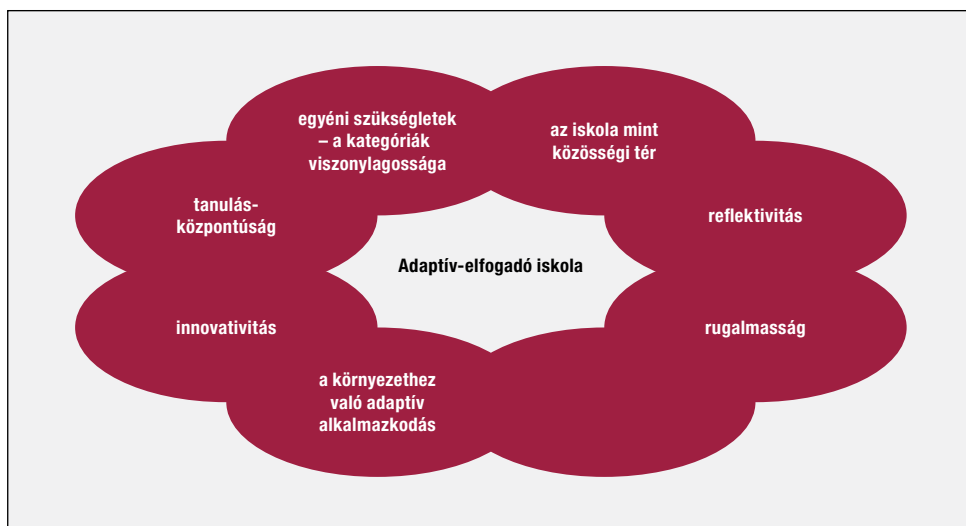 egyéni szükségletek
– a kategóriák
viszonylagossága
az iskola mint
közösségi tér
tanulás-
központúság
reflektivitás
Adaptív-elfogadó iskola
innovativitás
rugalmasság
a környezethez
való adaptív
alkalmazkodás